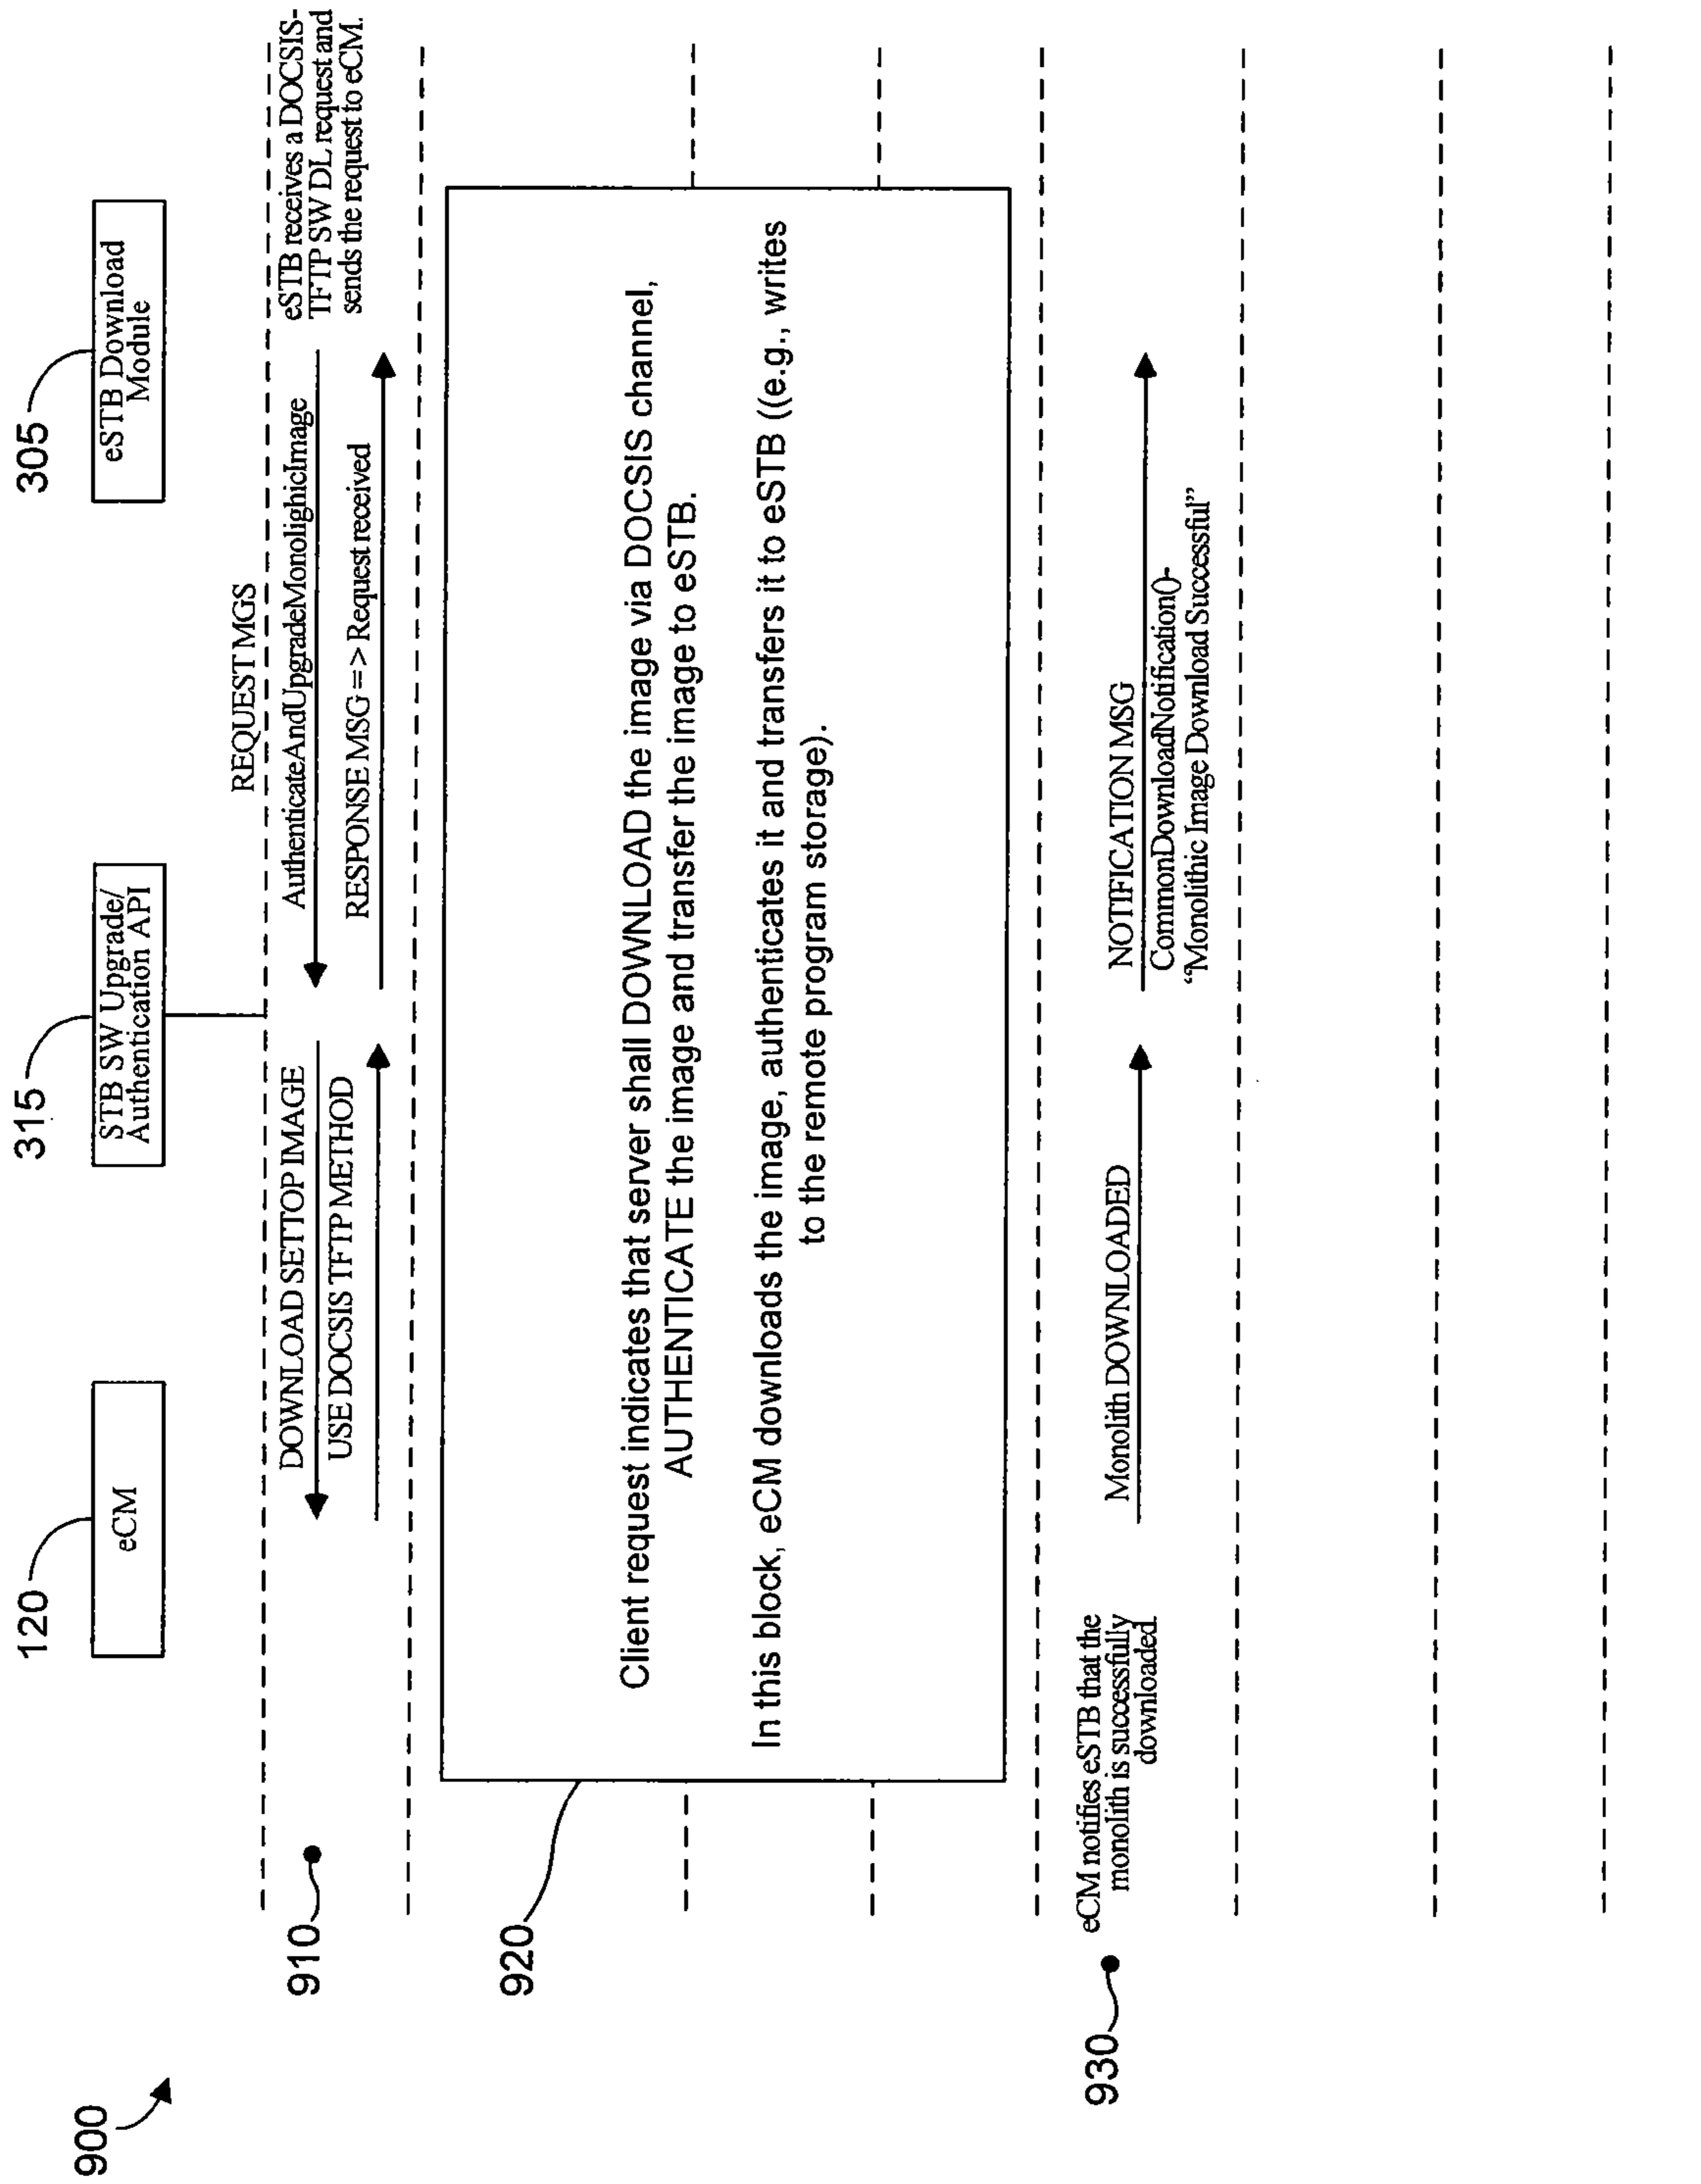 900
120
315
305
eCM
STB SW Upgrade/
Authentication API
eSTB Download
Module
REQUEST MGS
910
DOWNLOAD SETTOP IMAGE
USE DOCSIS TFTP METHOD
AuthenticateAndUpgradeMonolighicImage
RESPONSE MSG => Request received
eSTB receives a DOCSIS-
TFTP SW DL request and
sends the request to eCM.
920
Client request indicates that server shall DOWNLOAD the image via DOCSIS channel,
AUTHENTICATE the image and transfer the image to eSTB.
In this block, eCM downloads the image, authenticates it and transfers it to eSTB ((e.g., writes
to the remote program storage).
930
eCM notifies eSTB that the
monolith is successfully
downloaded.
Monolith DOWNLOADED
NOTIFICATION MSG
CommonDownloadNotification()-
“Monolithic Image Download Successful”